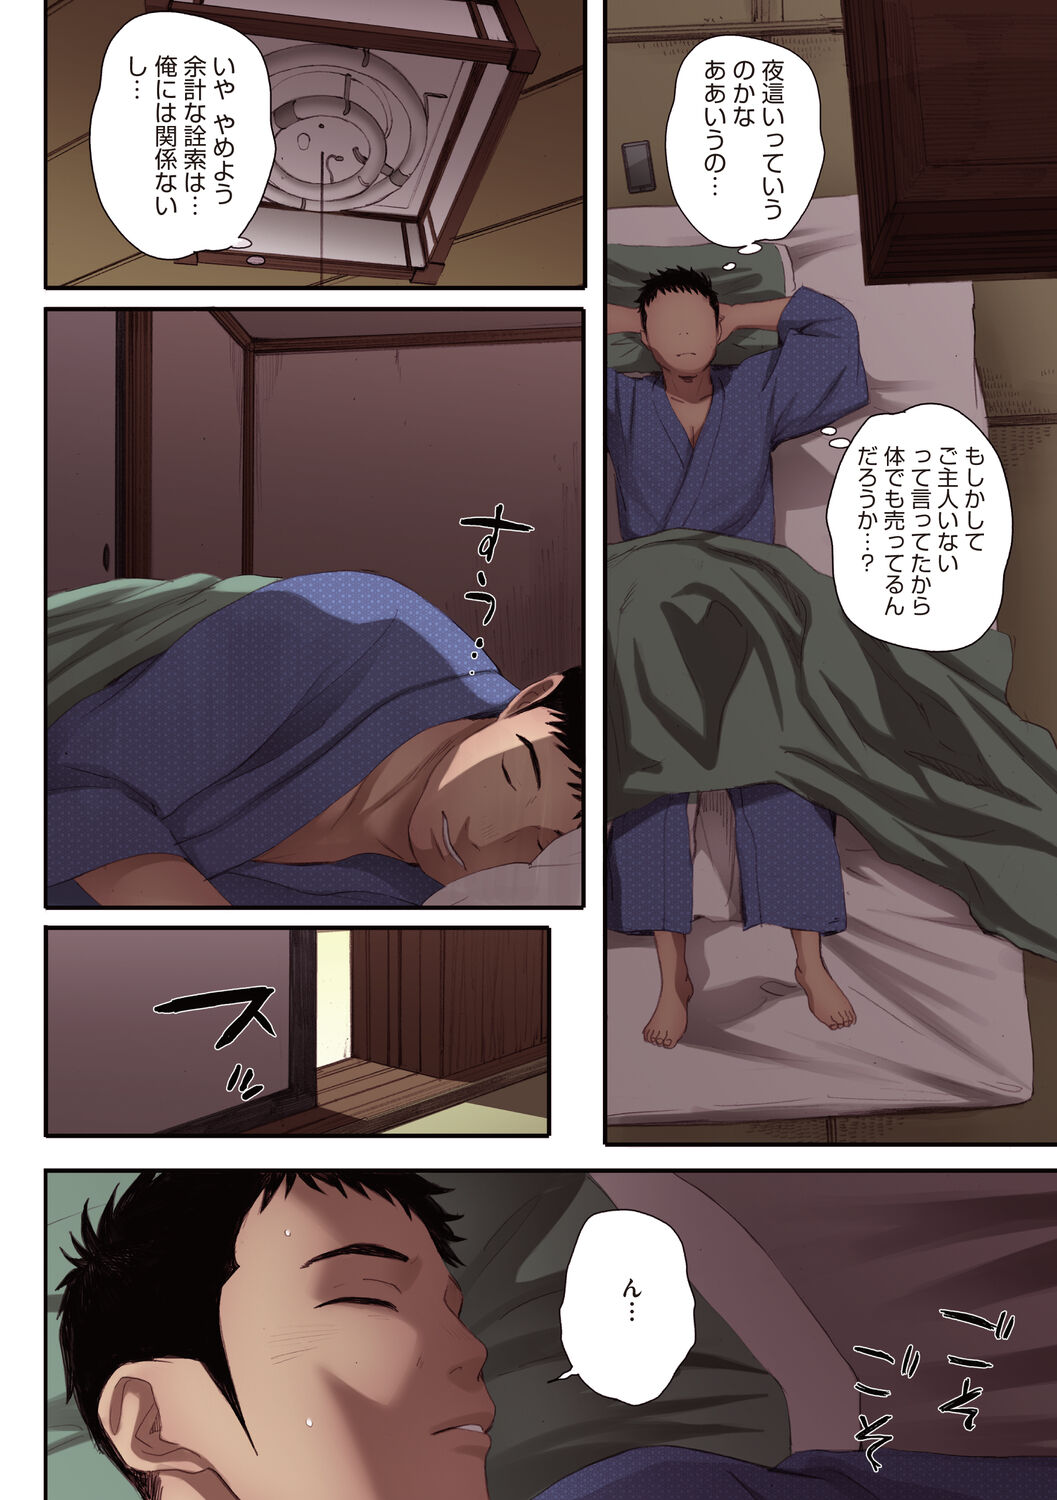 夜這いっていう
のかな
ああいうの…
もしかして
ご主人いない
って言ってたから
体でも売ってるん
だろうか…？
いや やめよう
余計な詮索は…
俺には関係ない
し…
すぅ…
スッ
ん…
ごそ
ごそ